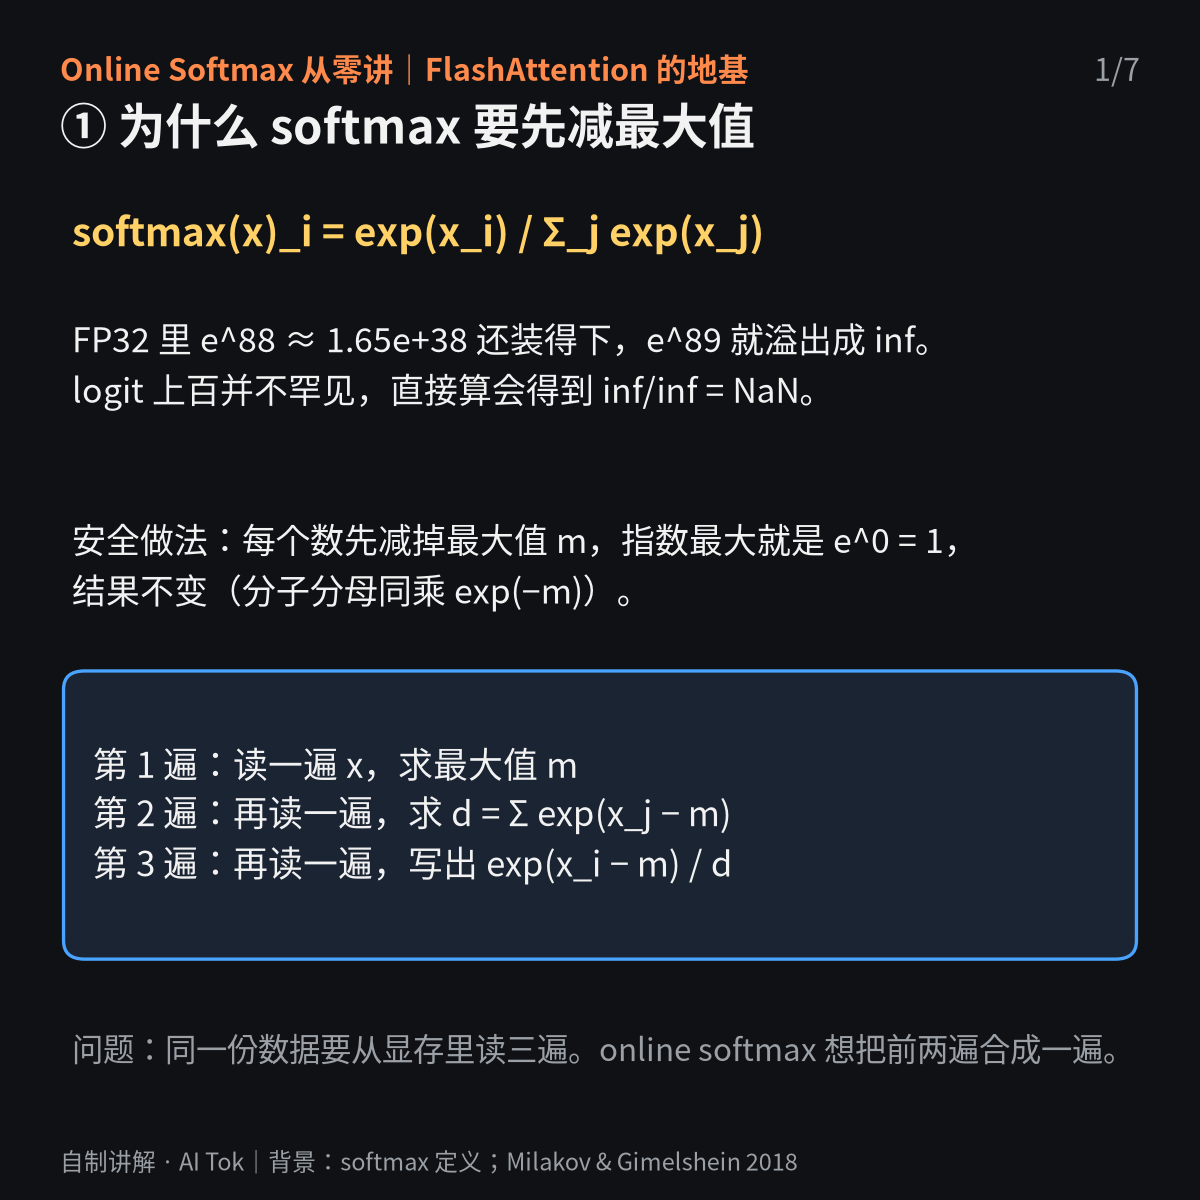 Online Softmax 从零讲｜FlashAttention 的地基
1/7
① 为什么 softmax 要先减最大值
softmax(x)_i = exp(x_i) / Σ_j exp(x_j)
FP32 里 e^88 ≈ 1.65e+38 还装得下，e^89 就溢出成 inf。
logit 上百并不罕见，直接算会得到 inf/inf = NaN。
安全做法：每个数先减掉最大值 m，指数最大就是 e^0 = 1，
结果不变（分子分母同乘 exp(−m)）。
第 1 遍：读一遍 x，求最大值 m
第 2 遍：再读一遍，求 d = Σ exp(x_j − m)
第 3 遍：再读一遍，写出 exp(x_i − m) / d
问题：同一份数据要从显存里读三遍。online softmax 想把前两遍合成一遍。
自制讲解 · AI Tok｜背景：softmax 定义；Milakov & Gimelshein 2018